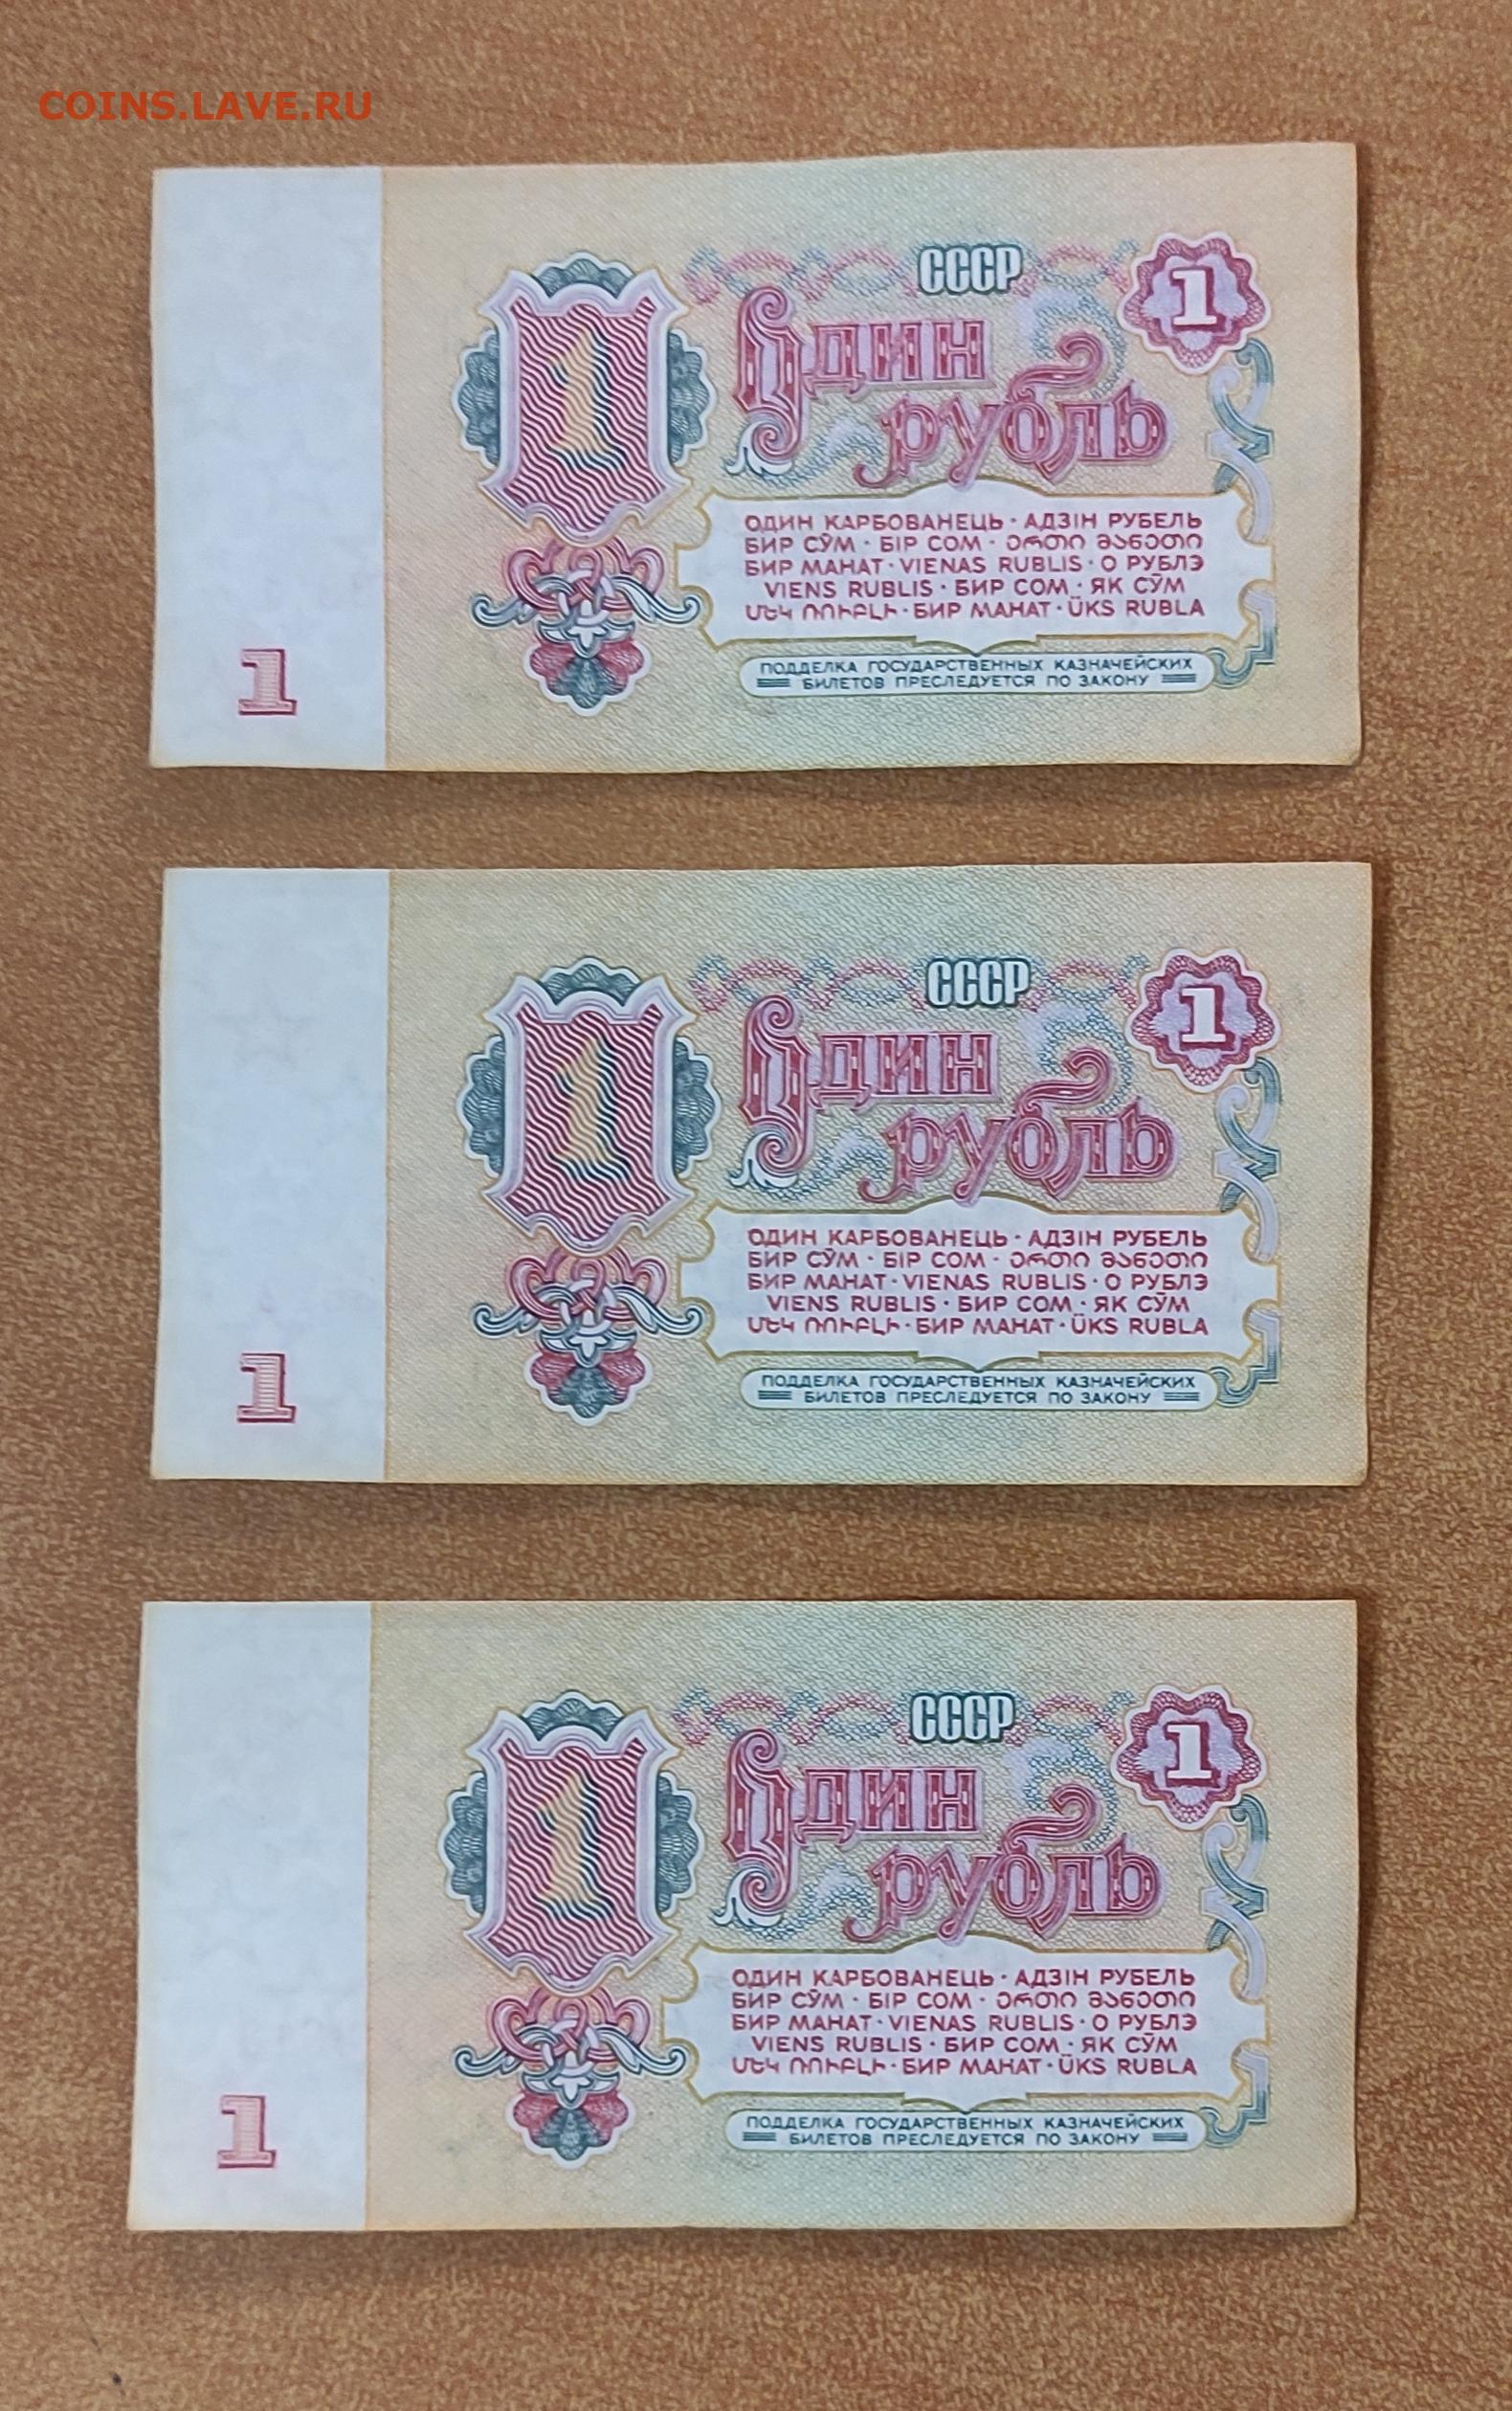 COINS.LAVE.RU
СССР
1
1
Один
рубль
ОДИН КАРБОВАНЕЦЬ · АДЗІН РУБЕЛЬ
БИР СЎМ · БІР СОМ · ᲔᲠᲗᲘ ᲛᲐᲜᲔᲗᲘ
БИР МАНАТ · VIENAS RUBLIS · О РУБЛЭ
VIENS RUBLIS · БИР СОМ · ЯК СӮМ
ՄԵԿ ՌՈՒԲԼԻ · БИР МАНАТ · ÜKS RUBLA
1
ПОДДЕЛКА ГОСУДАРСТВЕННЫХ КАЗНАЧЕЙСКИХ
БИЛЕТОВ ПРЕСЛЕДУЕТСЯ ПО ЗАКОНУ
СССР
1
1
Один
рубль
ОДИН КАРБОВАНЕЦЬ · АДЗІН РУБЕЛЬ
БИР СЎМ · БІР СОМ · ᲔᲠᲗᲘ ᲛᲐᲜᲔᲗᲘ
БИР МАНАТ · VIENAS RUBLIS · О РУБЛЭ
VIENS RUBLIS · БИР СОМ · ЯК СӮМ
ՄԵԿ ՌՈՒԲԼԻ · БИР МАНАТ · ÜKS RUBLA
1
ПОДДЕЛКА ГОСУДАРСТВЕННЫХ КАЗНАЧЕЙСКИХ
БИЛЕТОВ ПРЕСЛЕДУЕТСЯ ПО ЗАКОНУ
СССР
1
1
Один
рубль
ОДИН КАРБОВАНЕЦЬ · АДЗІН РУБЕЛЬ
БИР СЎМ · БІР СОМ · ᲔᲠᲗᲘ ᲛᲐᲜᲔᲗᲘ
БИР МАНАТ · VIENAS RUBLIS · О РУБЛЭ
VIENS RUBLIS · БИР СОМ · ЯК СӮМ
ՄԵԿ ՌՈՒԲԼԻ · БИР МАНАТ · ÜKS RUBLA
1
ПОДДЕЛКА ГОСУДАРСТВЕННЫХ КАЗНАЧЕЙСКИХ
БИЛЕТОВ ПРЕСЛЕДУЕТСЯ ПО ЗАКОНУ